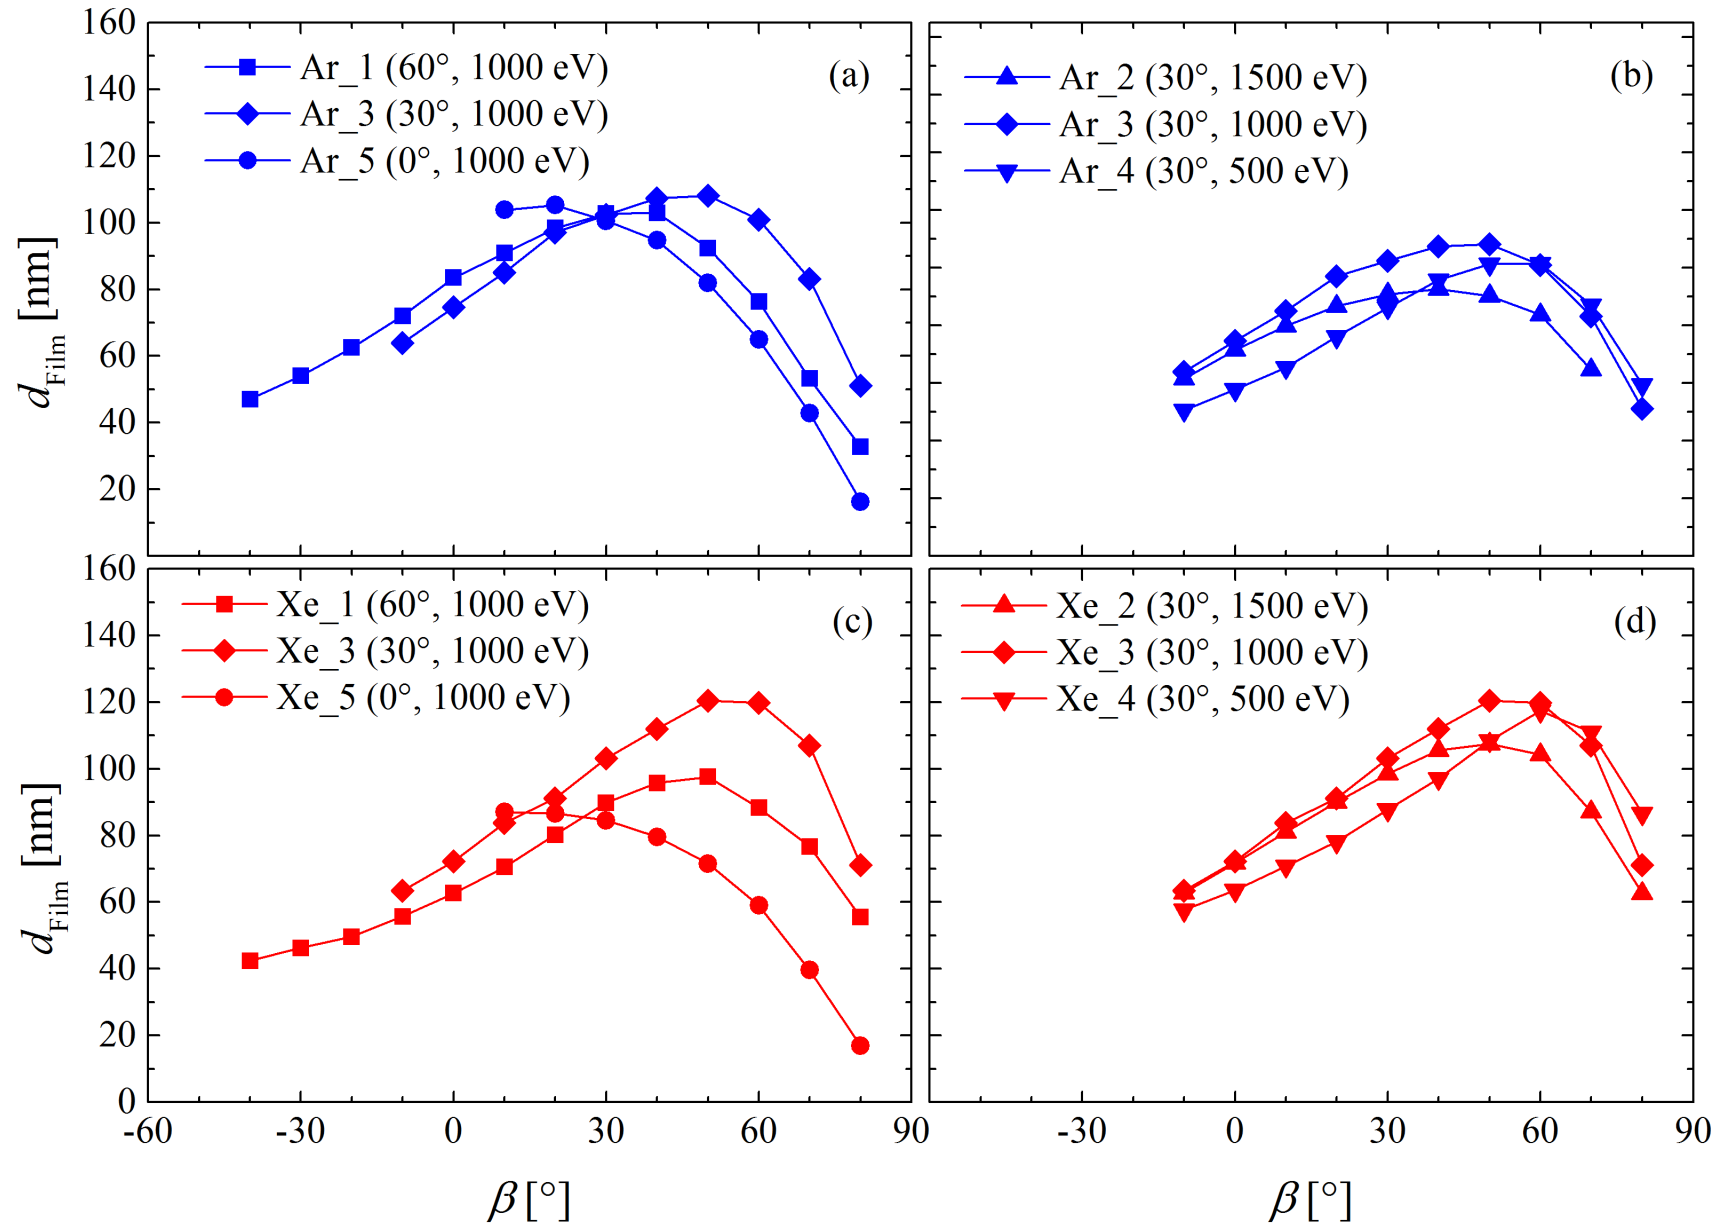 160
140
120
100
80
60
40
20
d_Film [nm]
Ar_1 (60°, 1000 eV)
Ar_3 (30°, 1000 eV)
Ar_5 (0°, 1000 eV)
(a)
Ar_2 (30°, 1500 eV)
Ar_3 (30°, 1000 eV)
Ar_4 (30°, 500 eV)
(b)
160
140
120
100
80
60
40
20
0
d_Film [nm]
Xe_1 (60°, 1000 eV)
Xe_3 (30°, 1000 eV)
Xe_5 (0°, 1000 eV)
(c)
Xe_2 (30°, 1500 eV)
Xe_3 (30°, 1000 eV)
Xe_4 (30°, 500 eV)
(d)
-60 -30 0 30 60 90
-30 0 30 60 90
β [°]
β [°]